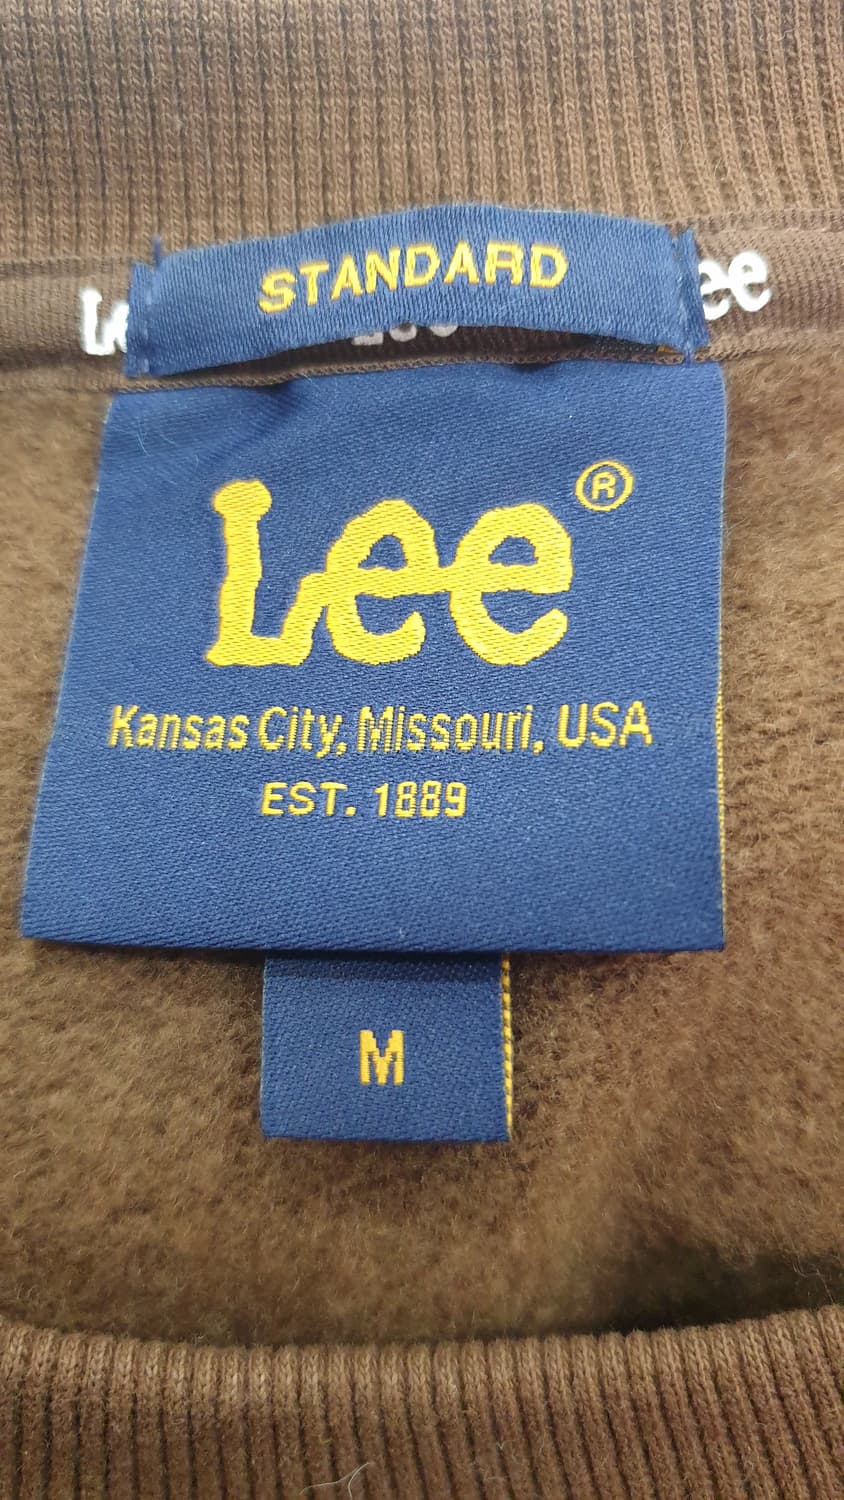 STANDARD
Lee®
Kansas City, Missouri, USA
EST. 1889
M